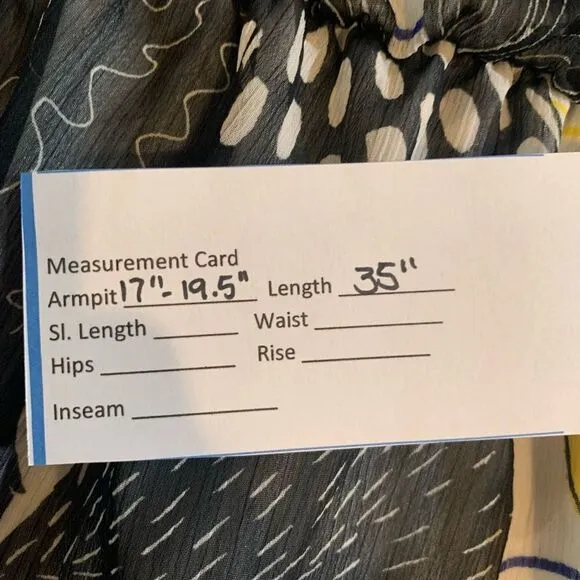 Measurement Card
Armpit 17"- 19.5" Length 35"
Sl. Length Waist
Hips Rise
Inseam